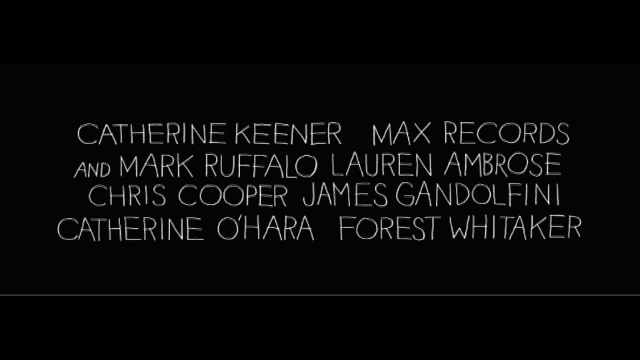 CATHERINE KEENER MAX RECORDS
AND MARK RUFFALO LAUREN AMBROSE
CHRIS COOPER JAMES GANDOLFINI
CATHERINE O'HARA FOREST WHITAKER